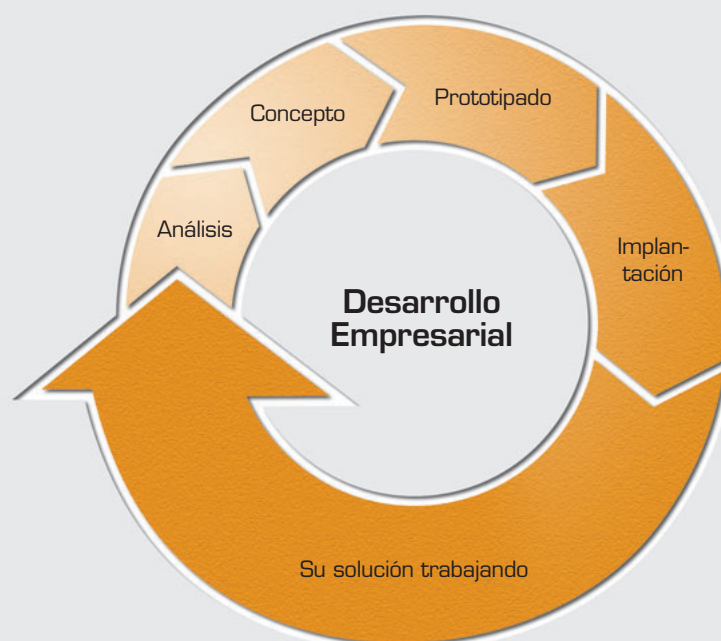 Concepto
Prototipado
Análisis
Implan-
tación
Desarrollo
Empresarial
Su solución trabajando